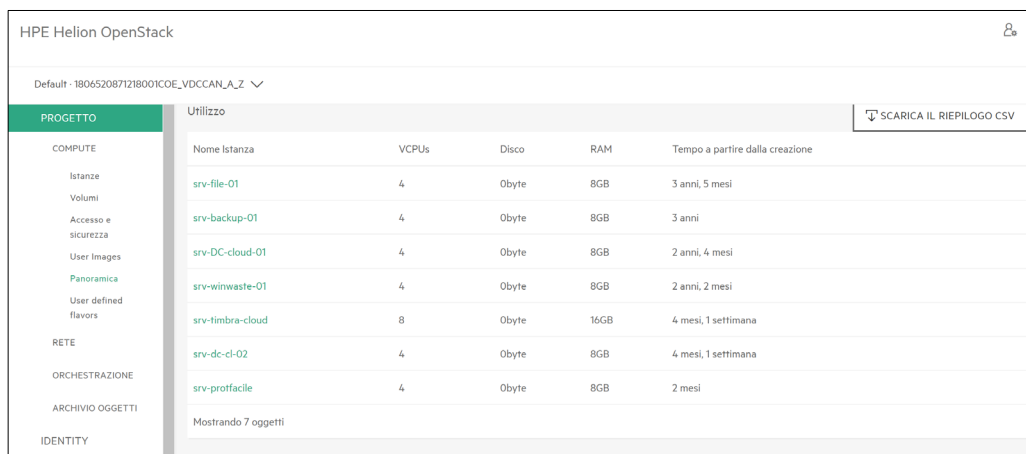 HPE Helion OpenStack
Default - 1806520871218001COE_VDCCAN_A_Z
PROGETTO
COMPUTE
Istanze
Volumi
Accesso e
sicurezza
User Images
Panoramica
User defined
flavors
RETE
ORCHESTRAZIONE
ARCHIVIO OGGETTI
IDENTITY
Utilizzo
SCARICA IL RIEPILOGO CSV
Nome Istanza VCPUs Disco RAM Tempo a partire dalla creazione
srv-file-01 4 0byte 8GB 3 anni, 5 mesi
srv-backup-01 4 0byte 8GB 3 anni
srv-DC-cloud-01 4 0byte 8GB 2 anni, 4 mesi
srv-winwaste-01 4 0byte 8GB 2 anni, 2 mesi
srv-timbra-cloud 8 0byte 16GB 4 mesi, 1 settimana
srv-dc-cl-02 4 0byte 8GB 4 mesi, 1 settimana
srv-protfacile 4 0byte 8GB 2 mesi
Mostrando 7 oggetti